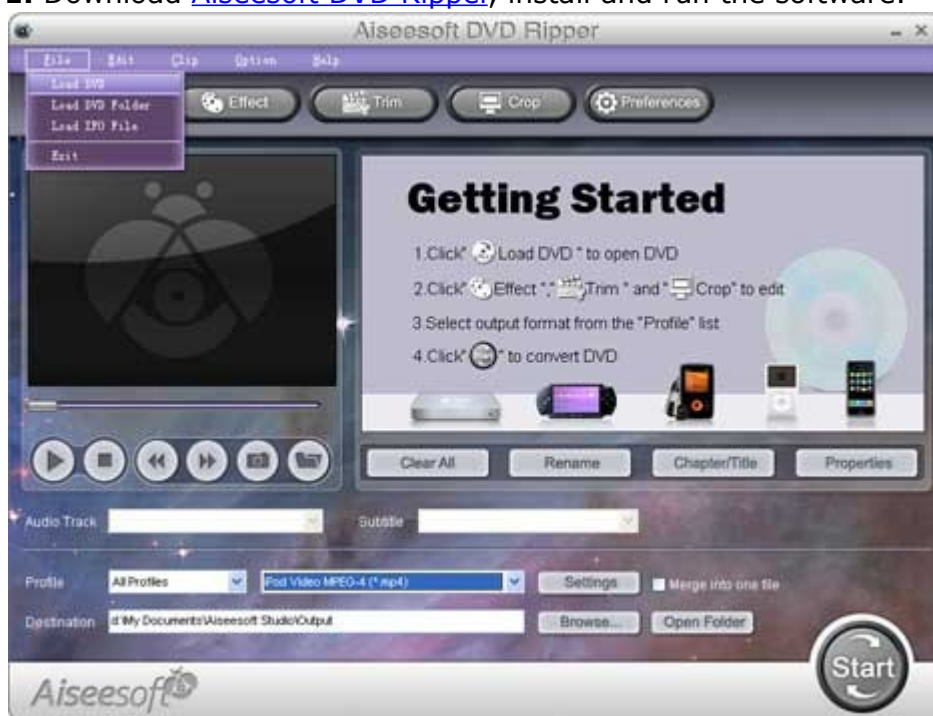 2. Download Aiseesoft DVD Ripper, install and run the software.
Aiseesoft DVD Ripper
File Edit Clip Option Help
Load DVD
Load DVD Folder
Load IFO File
Exit
Effect Trim Crop Preferences
Getting Started
1.Click" Load DVD " to open DVD
2.Click" Effect "," Trim " and " Crop" to edit
3.Select output format from the "Profile" list
4.Click" " to convert DVD
Clear All Rename Chapter/Title Properties
Audio Track Subtitle
Profile All Profiles iPod Video MPEG-4 (*.mp4) Settings Merge into one file
Destination d:\My Documents\Aiseesoft Studio\Output Browse... Open Folder
Start
Aiseesoft